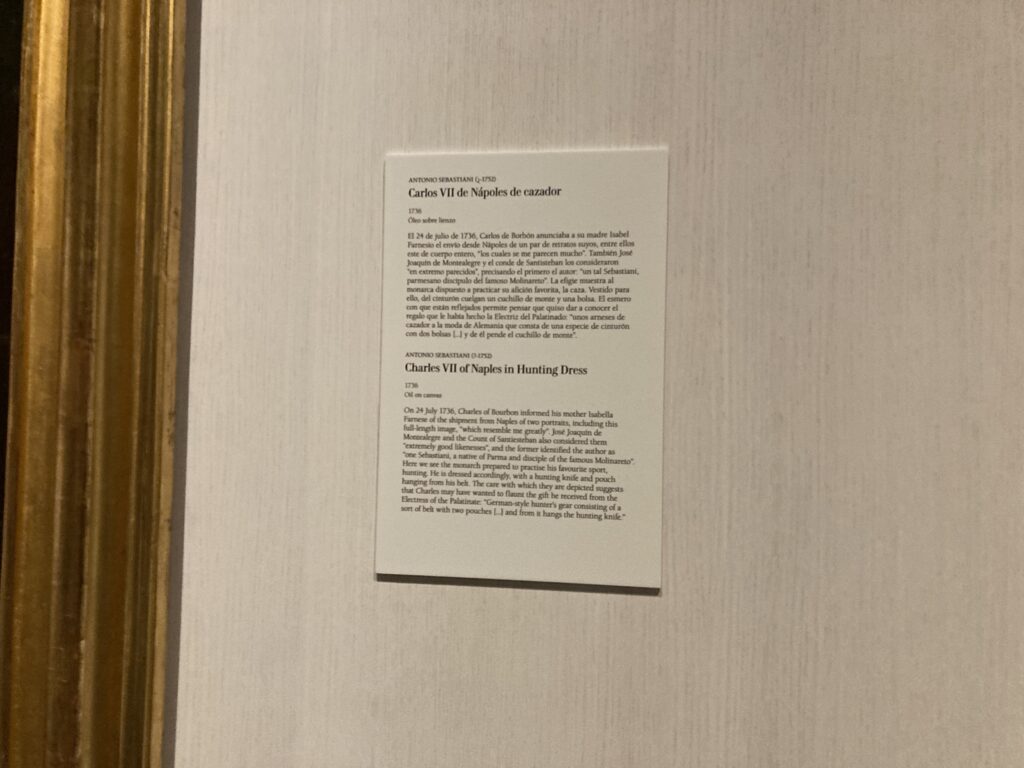 ANTONIO SEBASTIANI (¿-1752)
Carlos VII de Nápoles de cazador
1736
Óleo sobre lienzo
El 24 de julio de 1736, Carlos de Borbón anunciaba a su madre Isabel
Farnesio el envío desde Nápoles de un par de retratos suyos, entre ellos
este de cuerpo entero, "los cuales se me parecen mucho". También José
Joaquín de Montealegre y el conde de Santisteban los consideraron
"en extremo parecidos", precisando el primero el autor: "un tal Sebastiani,
parmesano discípulo del famoso Molinareto". La efigie muestra al
monarca dispuesto a practicar su afición favorita, la caza. Vestido para
ello, del cinturón cuelgan un cuchillo de monte y una bolsa. El esmero
con que están reflejados permite pensar que quiso dar a conocer el
regalo que le había hecho la Electriz del Palatinado: "unos arneses de
cazador a la moda de Alemania que consta de una especie de cinturón
con dos bolsas [...] y de él pende el cuchillo de monte".
ANTONIO SEBASTIANI (?-1752)
Charles VII of Naples in Hunting Dress
1736
Oil on canvas
On 24 July 1736, Charles of Bourbon informed his mother Isabella
Farnese of the shipment from Naples of two portraits, including this
full-length image, "which resemble me greatly". José Joaquín de
Montealegre and the Count of Santiesteban also considered them
"extremely good likenesses", and the former identified the author as
"one Sebastiani, a native of Parma and disciple of the famous Molinareto".
Here we see the monarch prepared to practise his favourite sport,
hunting. He is dressed accordingly, with a hunting knife and pouch
hanging from his belt. The care with which they are depicted suggests
that Charles may have wanted to flaunt the gift he received from the
Electress of the Palatinate: "German-style hunter's gear consisting of a
sort of belt with two pouches [...] and from it hangs the hunting knife."